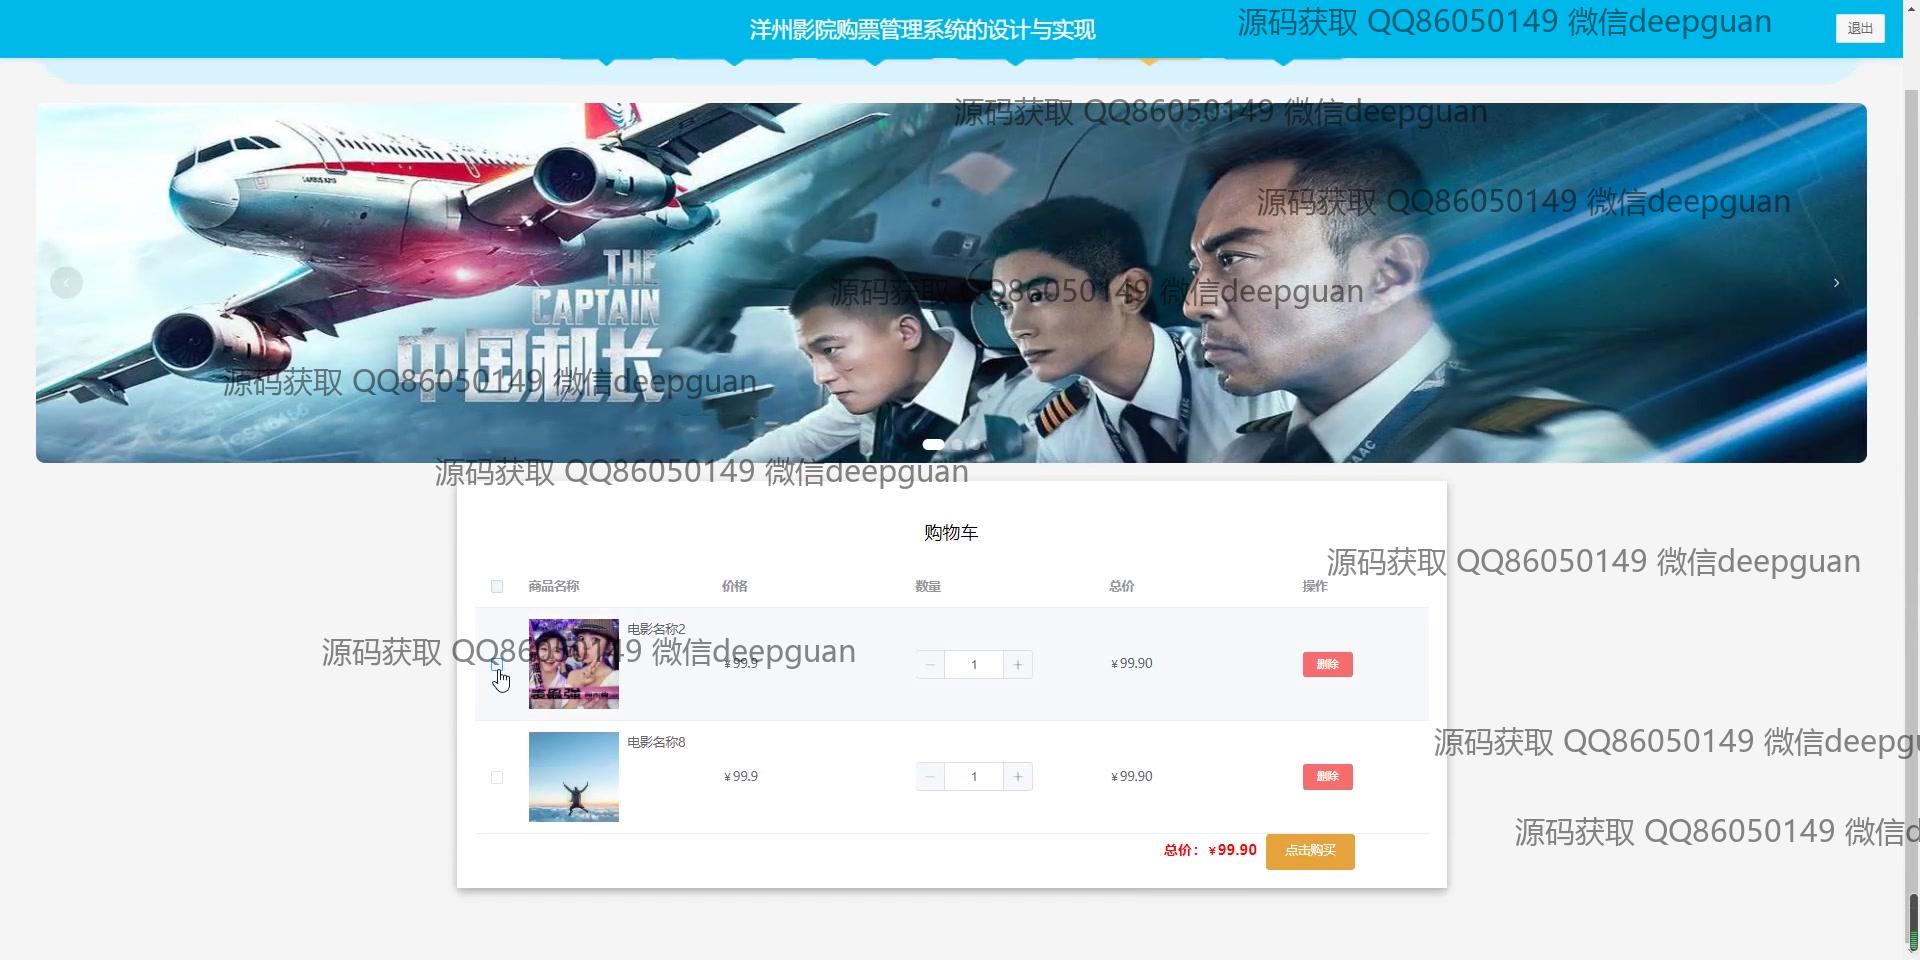 洋州影院购票管理系统的设计与实现
源码获取 QQ86050149 微信deepguan
退出
源码获取 QQ86050149 微信deepguan
源码获取 QQ86050149 微信deepguan
THE
CAPTAIN
源码获取 QQ86050149 微信deepguan
中国机长
源码获取 QQ86050149 微信deepguan
源码获取 QQ86050149 微信deepguan
购物车
源码获取 QQ86050149 微信deepguan
商品名称 价格 数量 总价 操作
电影名称2
源码获取 QQ86050149 微信deepguan
¥99.9 1 ¥99.90 删除
电影名称8
源码获取 QQ86050149 微信deepgu
¥99.9 1 ¥99.90 删除
源码获取 QQ86050149 微信d
总价：¥99.90 点击购买